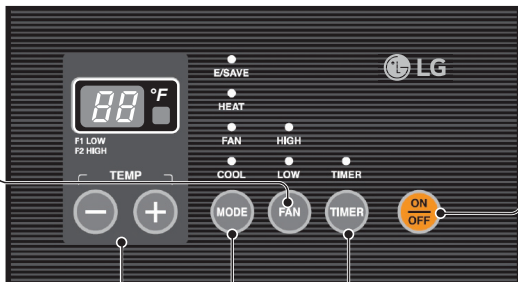 88 °F
F1 LOW
F2 HIGH
TEMP
− +
E/SAVE
HEAT
FAN HIGH
COOL LOW TIMER
MODE FAN TIMER
LG
ON
OFF